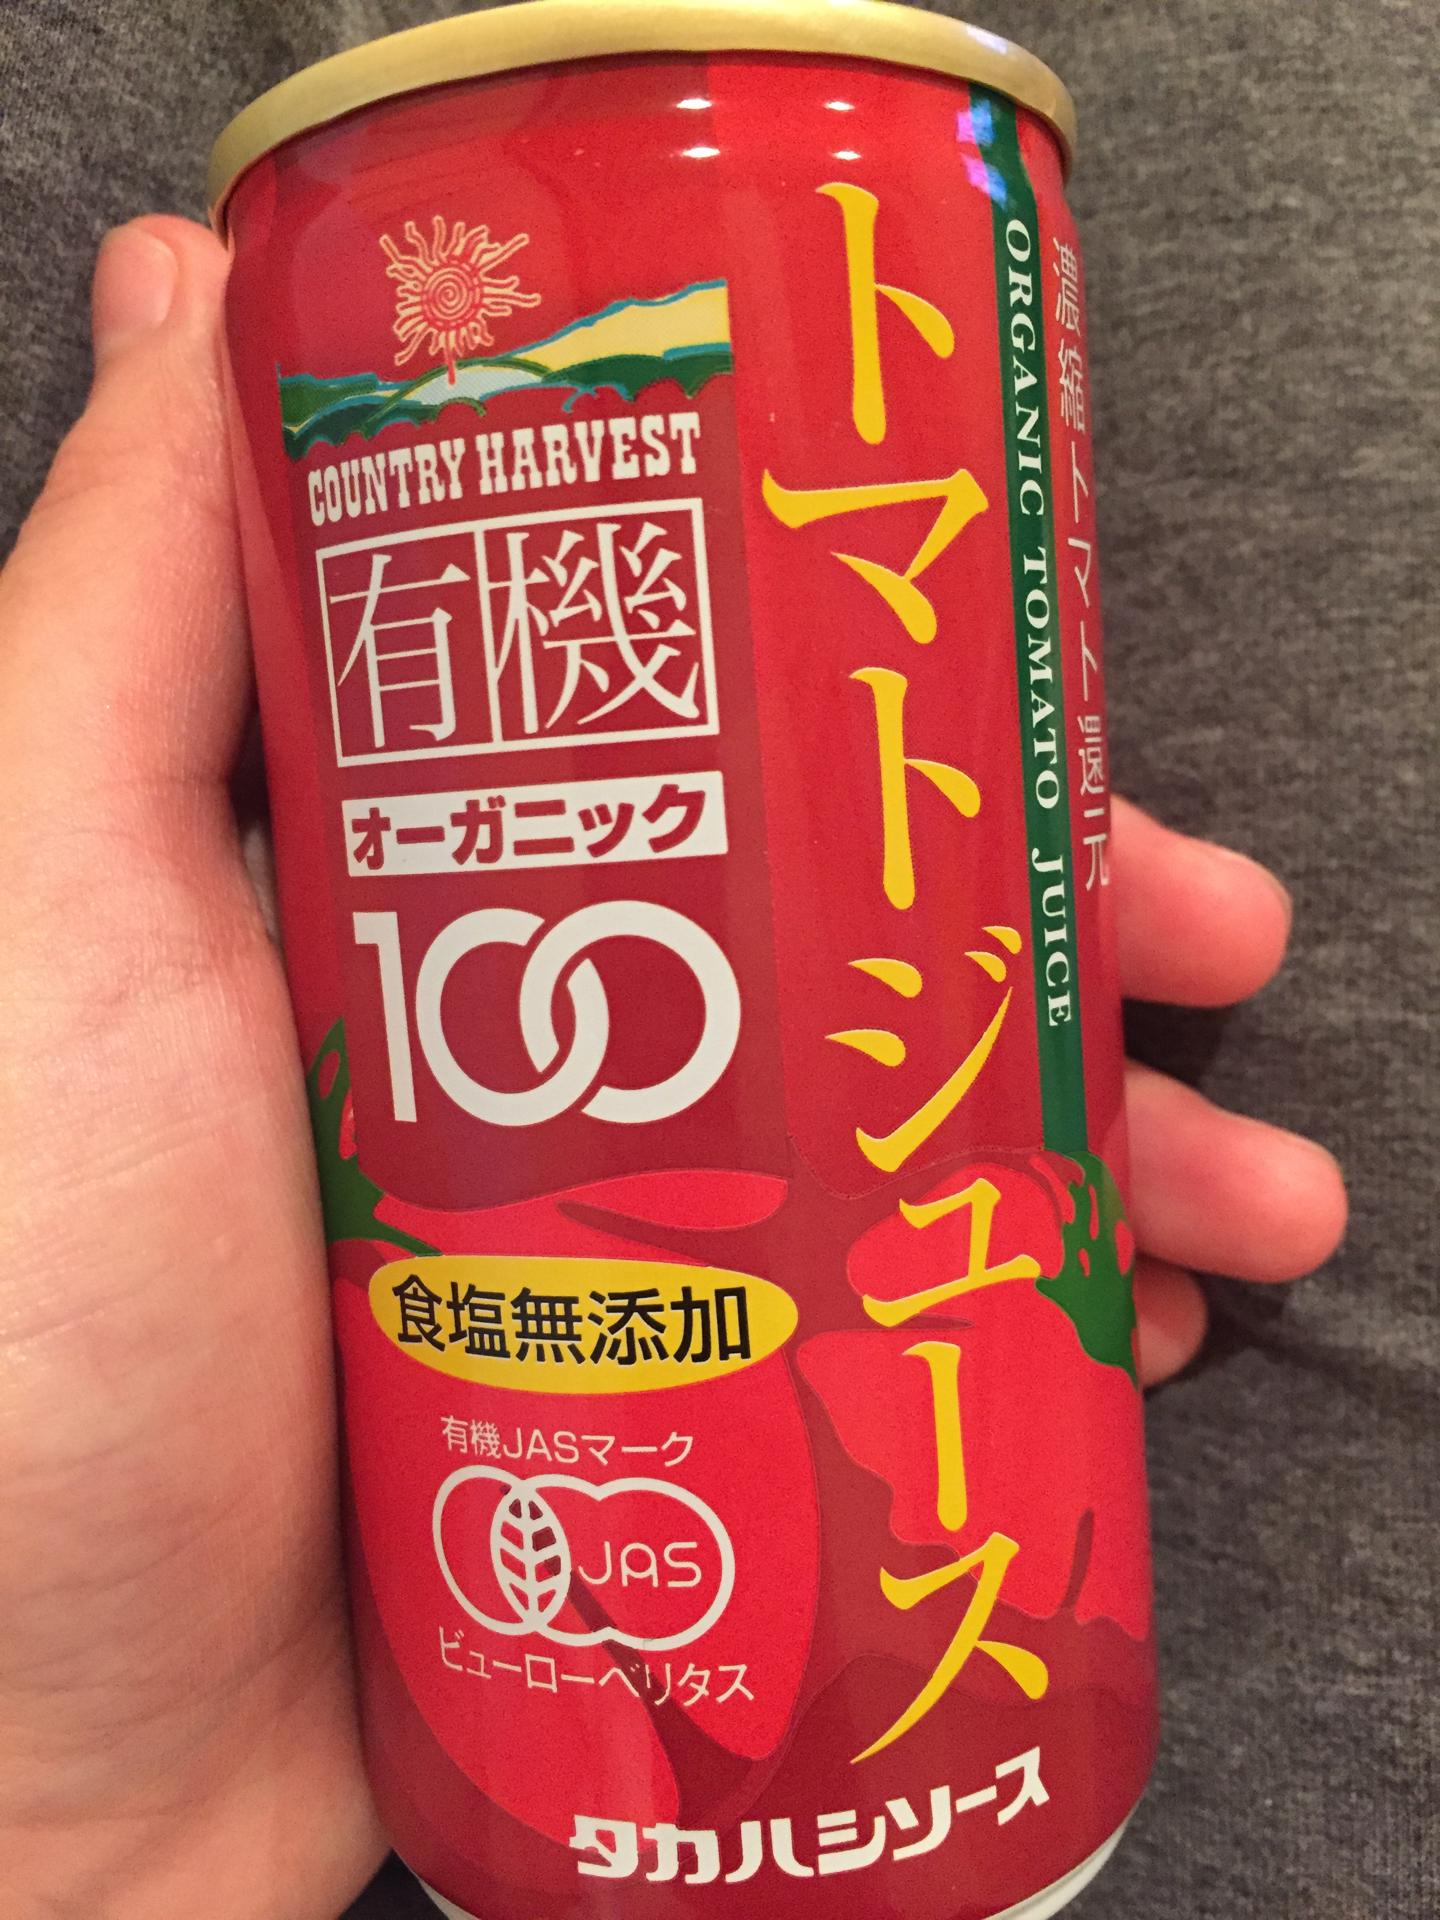 COUNTRY HARVEST
有機
オーガニック
100
トマトジュース
ORGANIC TOMATO JUICE
濃縮トマト還元
食塩無添加
有機JASマーク
JAS
ビューローベリタス
タカハシソース